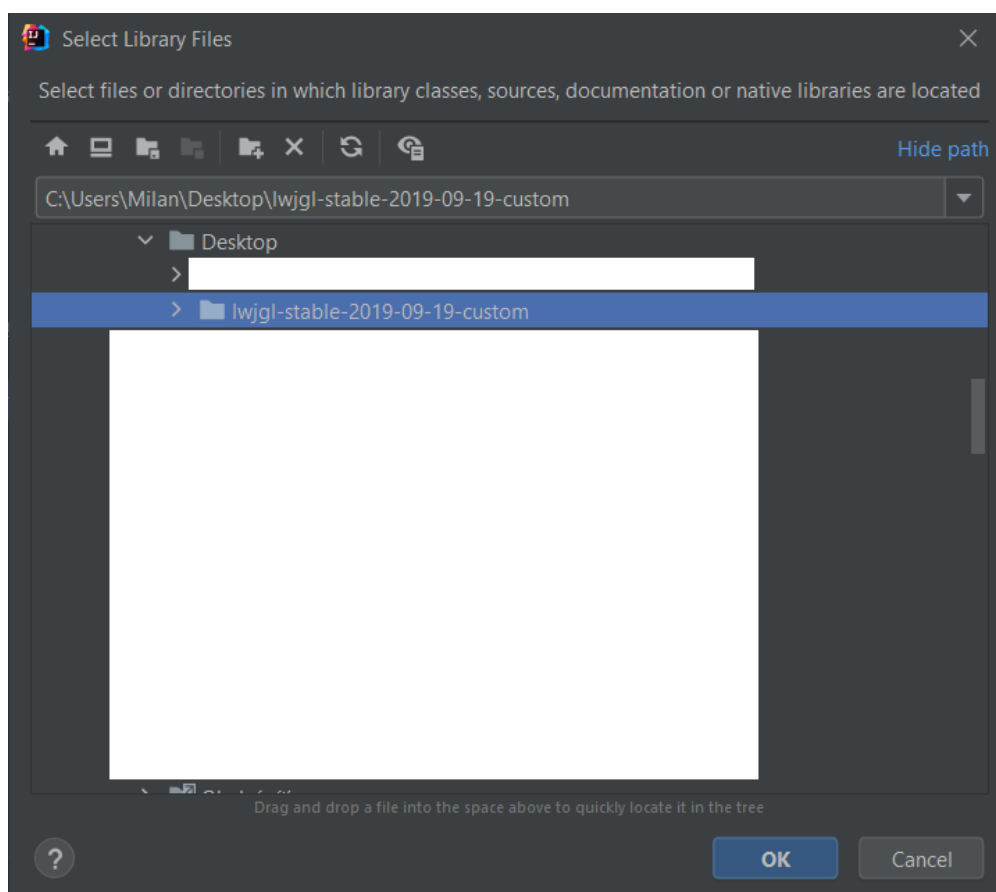 Select Library Files
Select files or directories in which library classes, sources, documentation or native libraries are located
Hide path
C:\Users\Milan\Desktop\lwjgl-stable-2019-09-19-custom
Desktop
lwjgl-stable-2019-09-19-custom
Drag and drop a file into the space above to quickly locate it in the tree
?
OK
Cancel